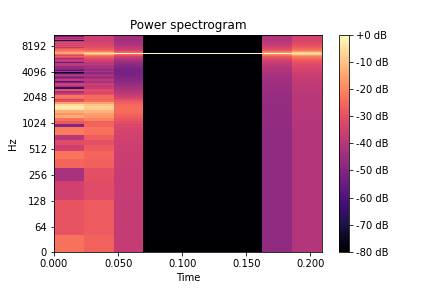 Power spectrogram
8192
4096
2048
1024
512
256
128
64
0
Hz
0.000 0.050 0.100 0.150 0.200
Time
+0 dB
-10 dB
-20 dB
-30 dB
-40 dB
-50 dB
-60 dB
-70 dB
-80 dB